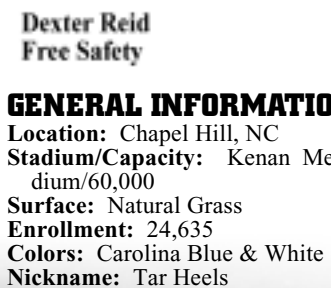 Dexter Reid
Free Safety
GENERAL INFORMATIO
Location: Chapel Hill, NC
Stadium/Capacity: Kenan Me
dium/60,000
Surface: Natural Grass
Enrollment: 24,635
Colors: Carolina Blue & White
Nickname: Tar Heels